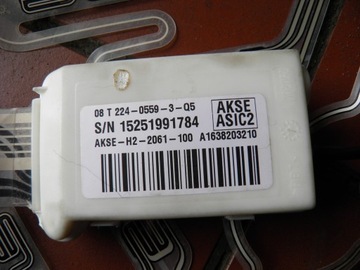 08 T 224-0559-3-Q5
AKSE
ASIC2
S/N 15251991784
AKSE-H2-2061-100 A1638203210